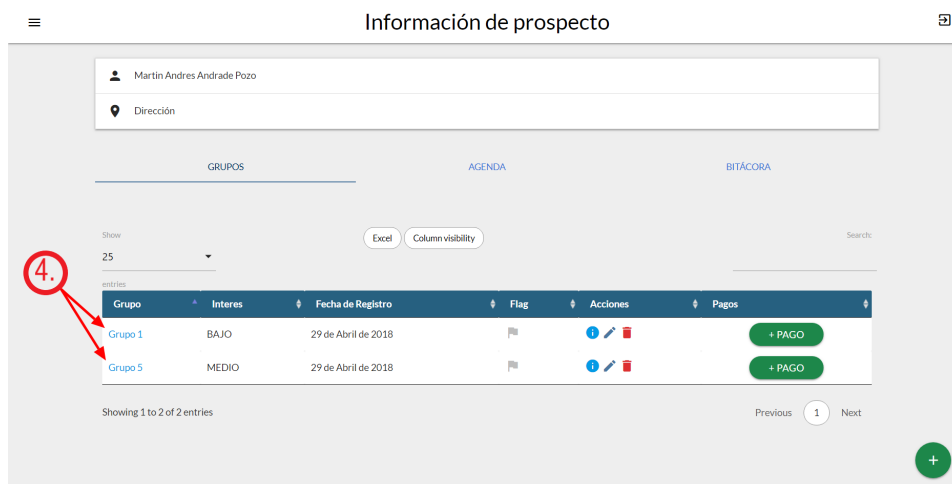 Información de prospecto
Martin Andres Andrade Pozo
Dirección
GRUPOS AGENDA BITÁCORA
Show Excel Column visibility Search:
25
4.
entries
Grupo Interes Fecha de Registro Flag Acciones Pagos
Grupo 1 BAJO 29 de Abril de 2018 + PAGO
Grupo 5 MEDIO 29 de Abril de 2018 + PAGO
Showing 1 to 2 of 2 entries Previous 1 Next
+